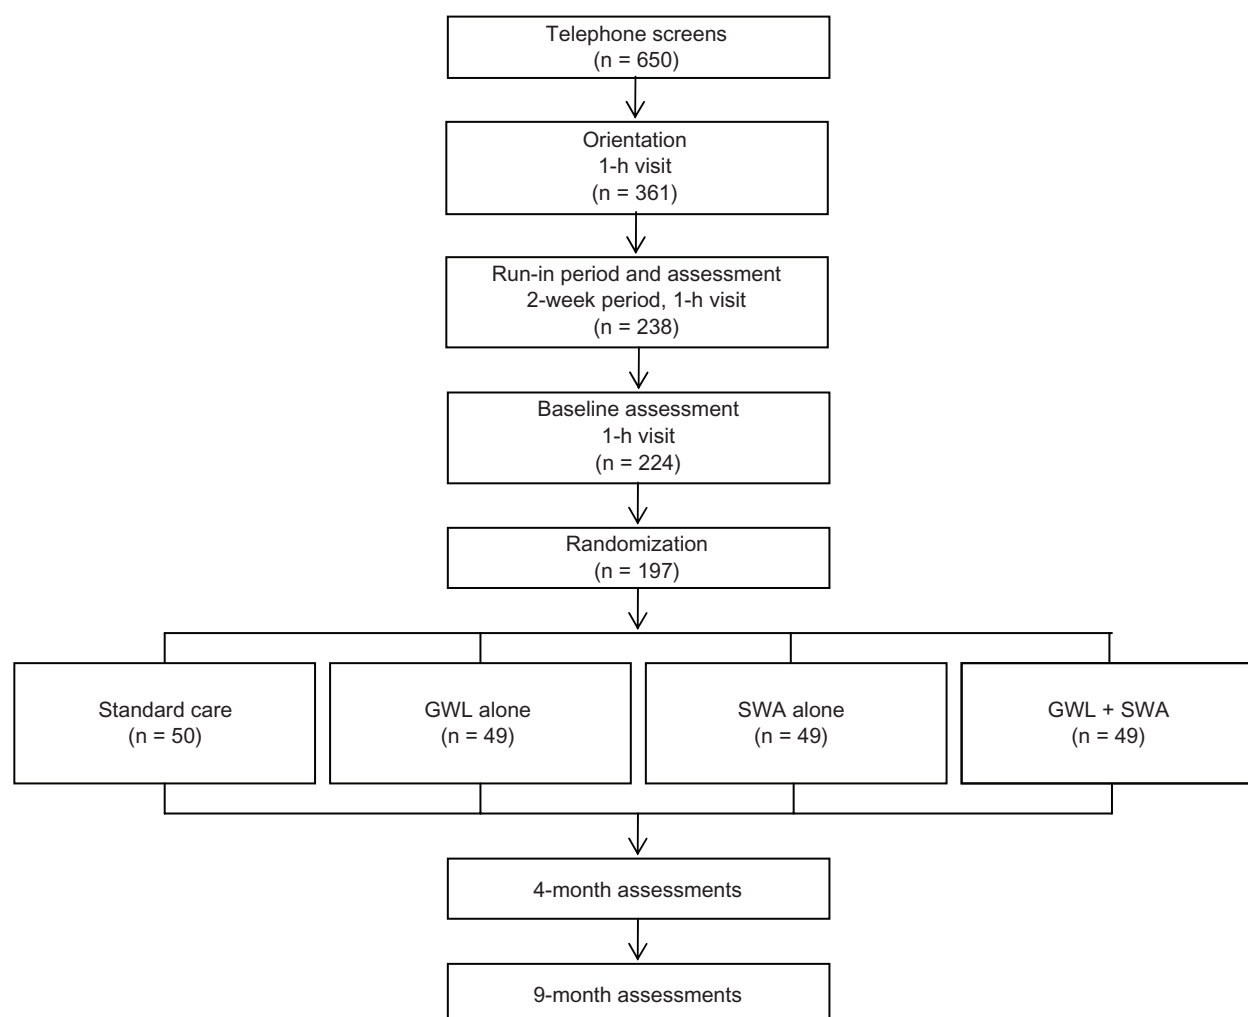 Telephone screens
(n = 650)
Orientation
1-h visit
(n = 361)
Run-in period and assessment
2-week period, 1-h visit
(n = 238)
Baseline assessment
1-h visit
(n = 224)
Randomization
(n = 197)
Standard care
(n = 50)
GWL alone
(n = 49)
SWA alone
(n = 49)
GWL + SWA
(n = 49)
4-month assessments
9-month assessments